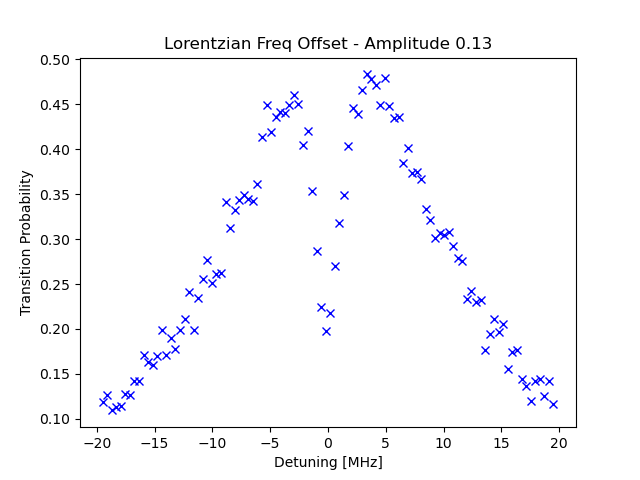 Lorentzian Freq Offset - Amplitude 0.13
0.50
0.45
0.40
0.35
0.30
0.25
0.20
0.15
0.10
Transition Probability
−20 −15 −10 −5 0 5 10 15 20
Detuning [MHz]